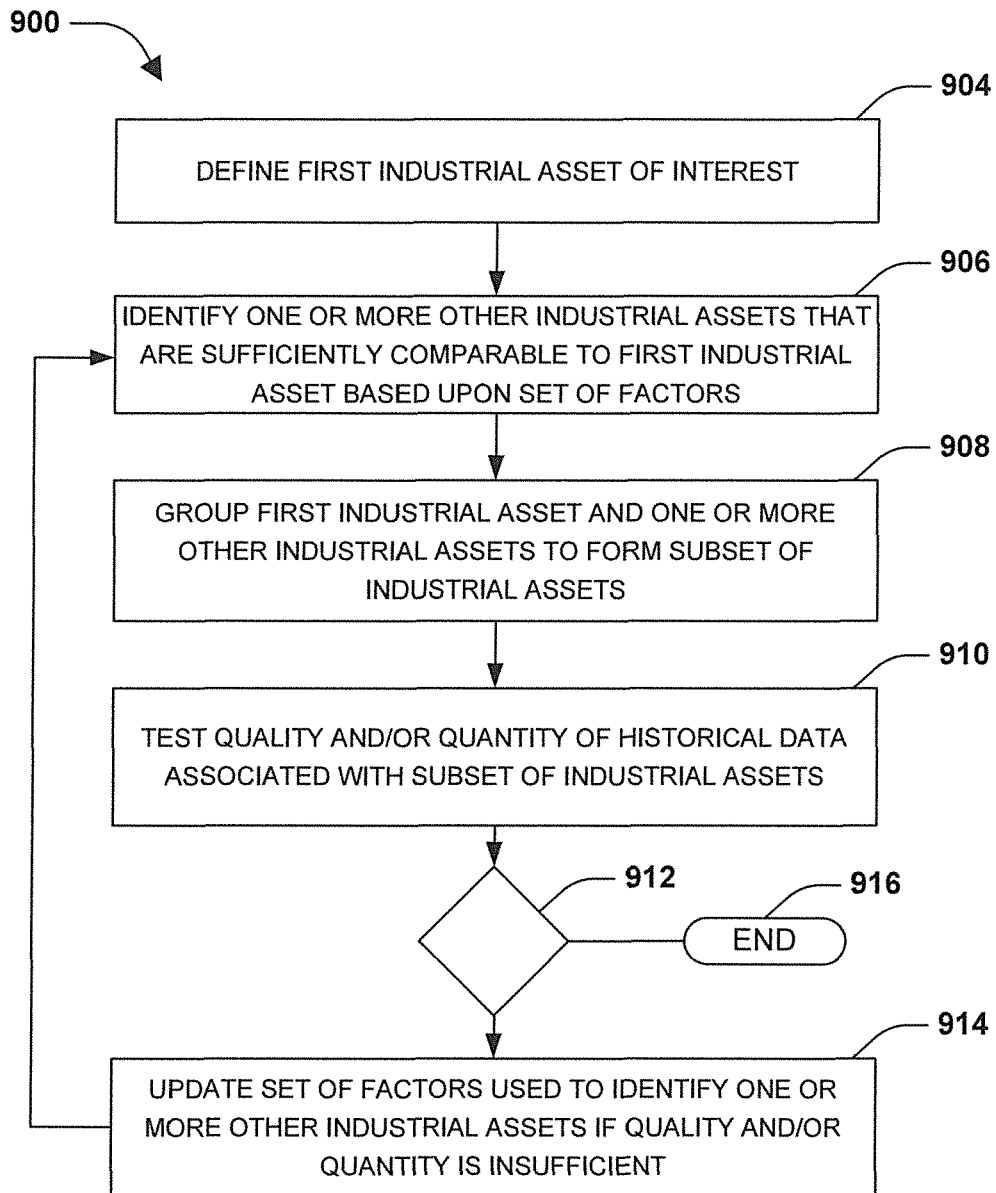 900
904
DEFINE FIRST INDUSTRIAL ASSET OF INTEREST
906
IDENTIFY ONE OR MORE OTHER INDUSTRIAL ASSETS THAT
ARE SUFFICIENTLY COMPARABLE TO FIRST INDUSTRIAL
ASSET BASED UPON SET OF FACTORS
908
GROUP FIRST INDUSTRIAL ASSET AND ONE OR MORE
OTHER INDUSTRIAL ASSETS TO FORM SUBSET OF
INDUSTRIAL ASSETS
910
TEST QUALITY AND/OR QUANTITY OF HISTORICAL DATA
ASSOCIATED WITH SUBSET OF INDUSTRIAL ASSETS
912
916
END
914
UPDATE SET OF FACTORS USED TO IDENTIFY ONE OR
MORE OTHER INDUSTRIAL ASSETS IF QUALITY AND/OR
QUANTITY IS INSUFFICIENT